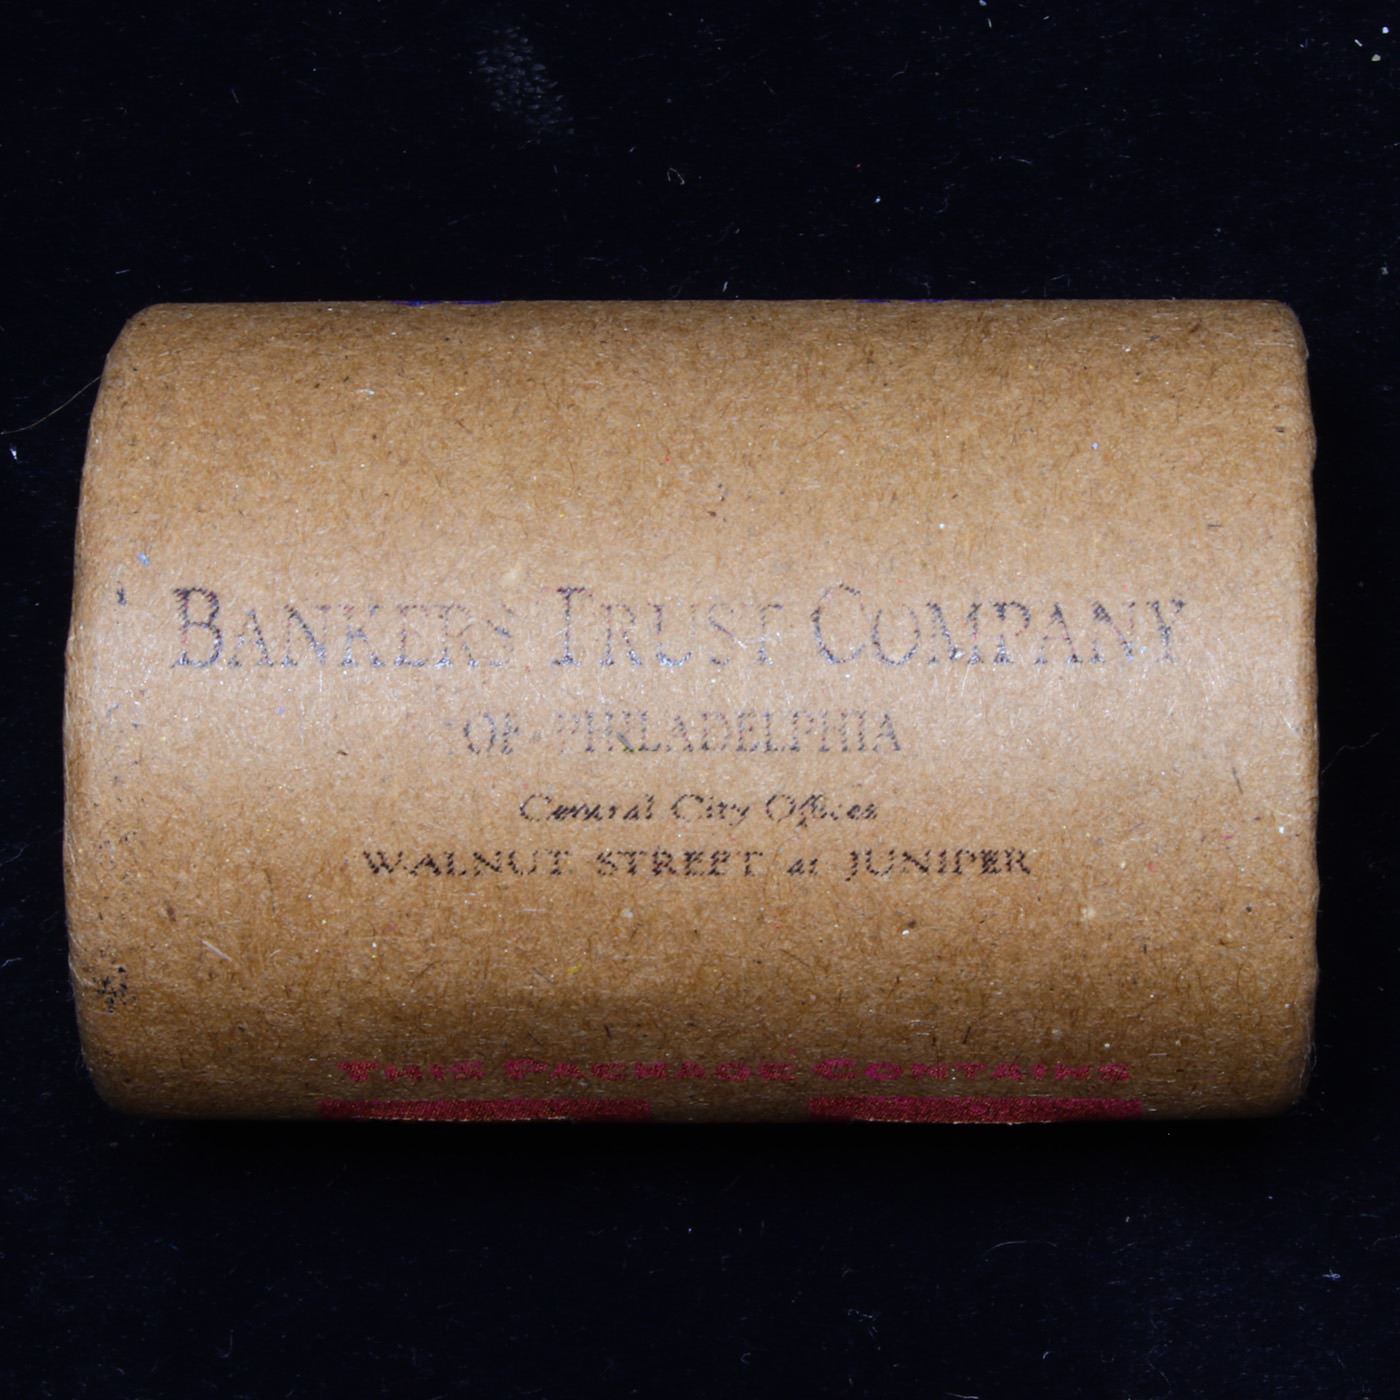 BANKERS TRUST COMPANY
OF PHILADELPHIA
Central City Offices
WALNUT STREET at JUNIPER
THIS PACKAGE CONTAINS